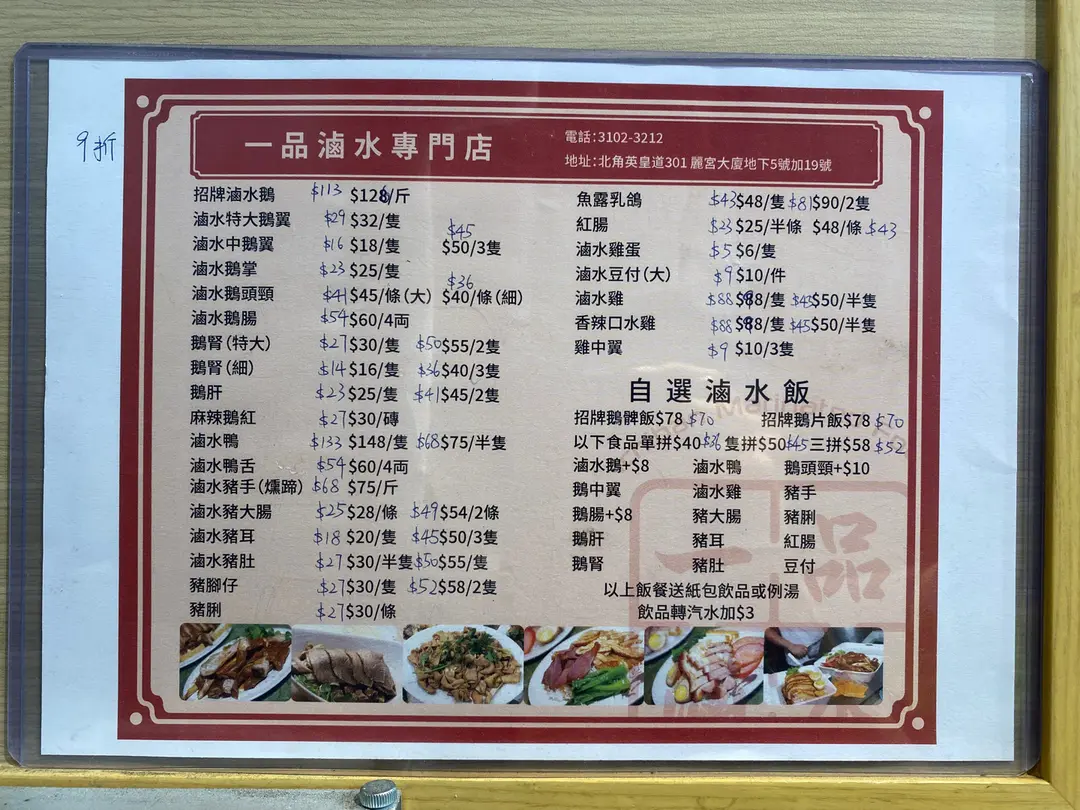 9折
一品滷水專門店
電話:3102-3212
地址:北角英皇道301 麗宮大廈地下5號加19號
招牌滷水鵝 $113 $128/斤
滷水特大鵝翼 $29 $32/隻
滷水中鵝翼 $16 $18/隻 $45 $50/3隻
滷水鵝掌 $23 $25/隻
滷水鵝頭頸 $41 $45/條(大) $36 $40/條(細)
滷水鵝腸 $54 $60/4両
鵝腎(特大) $27 $30/隻 $50 $55/2隻
鵝腎(細) $14 $16/隻 $36 $40/3隻
鵝肝 $23 $25/隻 $41 $45/2隻
麻辣鵝紅 $27 $30/磚
滷水鴨 $133 $148/隻 $68 $75/半隻
滷水鴨舌 $54 $60/4両
滷水豬手(燻蹄) $68 $75/斤
滷水豬大腸 $25 $28/條 $49 $54/2條
滷水豬耳 $18 $20/隻 $45 $50/3隻
滷水豬肚 $27 $30/半隻 $50 $55/隻
豬腳仔 $27 $30/隻 $52 $58/2隻
豬脷 $27 $30/條
魚露乳鴿 $43 $48/隻 $81 $90/2隻
紅腸 $23 $25/半條 $48/條 $43
滷水雞蛋 $5 $6/隻
滷水豆付(大) $9 $10/件
滷水雞 $88 $98/隻 $45 $50/半隻
香辣口水雞 $88 $98/隻 $45 $50/半隻
雞中翼 $9 $10/3隻
自選滷水飯
招牌鵝髀飯$78 $70 招牌鵝片飯$78 $70
以下食品單拼$40 $36 隻拼$50 $45 三拼$58 $52
滷水鵝+$8 滷水鴨 鵝頭頸+$10
鵝中翼 滷水雞 豬手
鵝腸+$8 豬大腸 豬脷
鵝肝 豬耳 紅腸
鵝腎 豬肚 豆付
以上飯餐送紙包飲品或例湯
飲品轉汽水加$3
一品